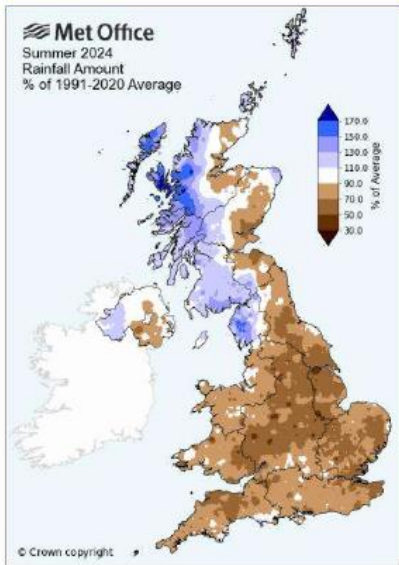 Met Office
Summer 2024
Rainfall Amount
% of 1991-2020 Average
170.0
150.0
130.0
110.0
90.0
70.0
50.0
30.0
% of Average
© Crown copyright